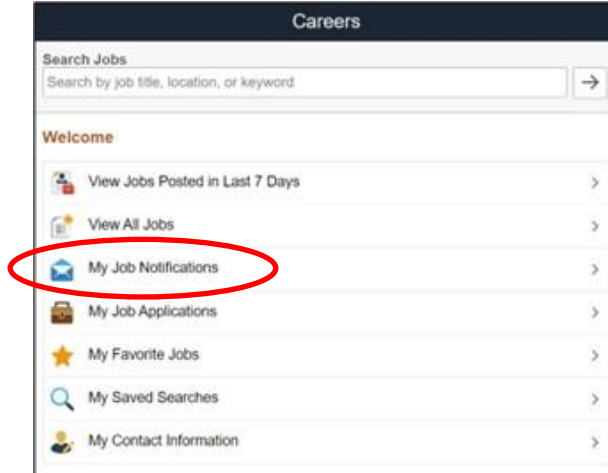 Careers
Search Jobs
Search by job title, location, or keyword
Welcome
View Jobs Posted in Last 7 Days
View All Jobs
My Job Notifications
My Job Applications
My Favorite Jobs
My Saved Searches
My Contact Information